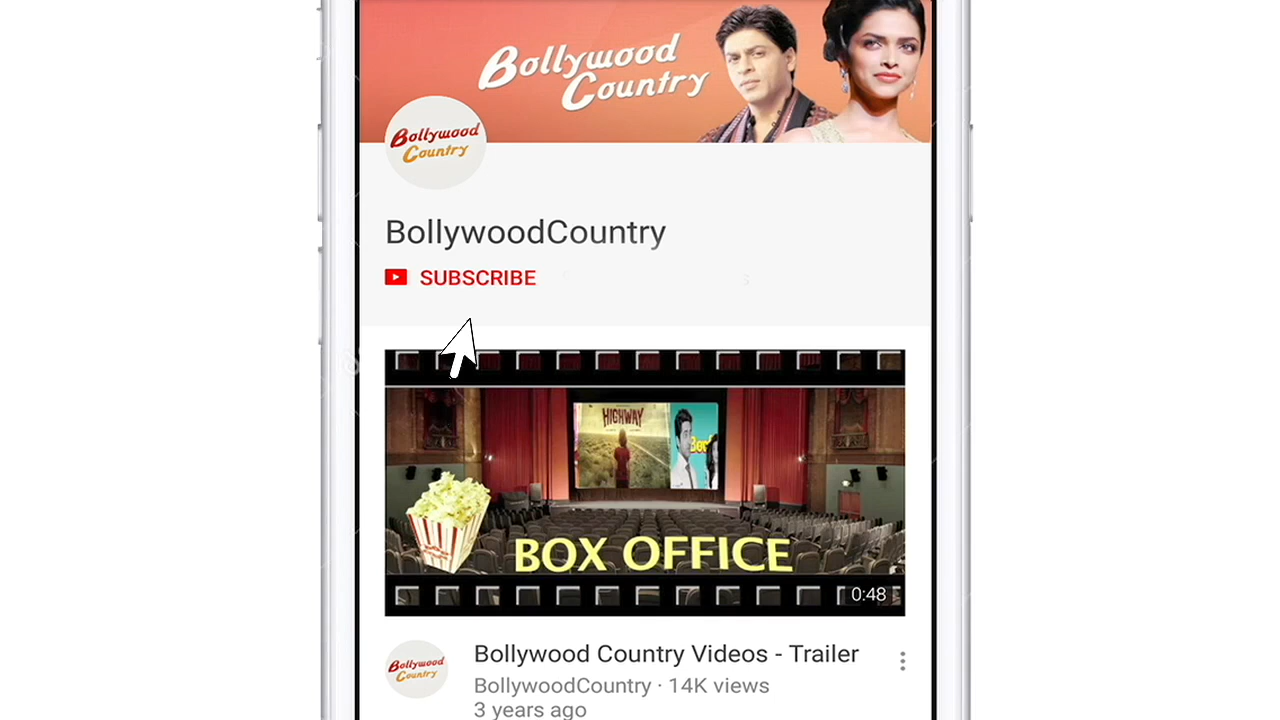 Bollywood
Country
Bollywood
Country
BollywoodCountry
SUBSCRIBE
HIGHWAY
BOX OFFICE
0:48
Bollywood
Country
Bollywood Country Videos - Trailer
BollywoodCountry · 14K views
3 years ago